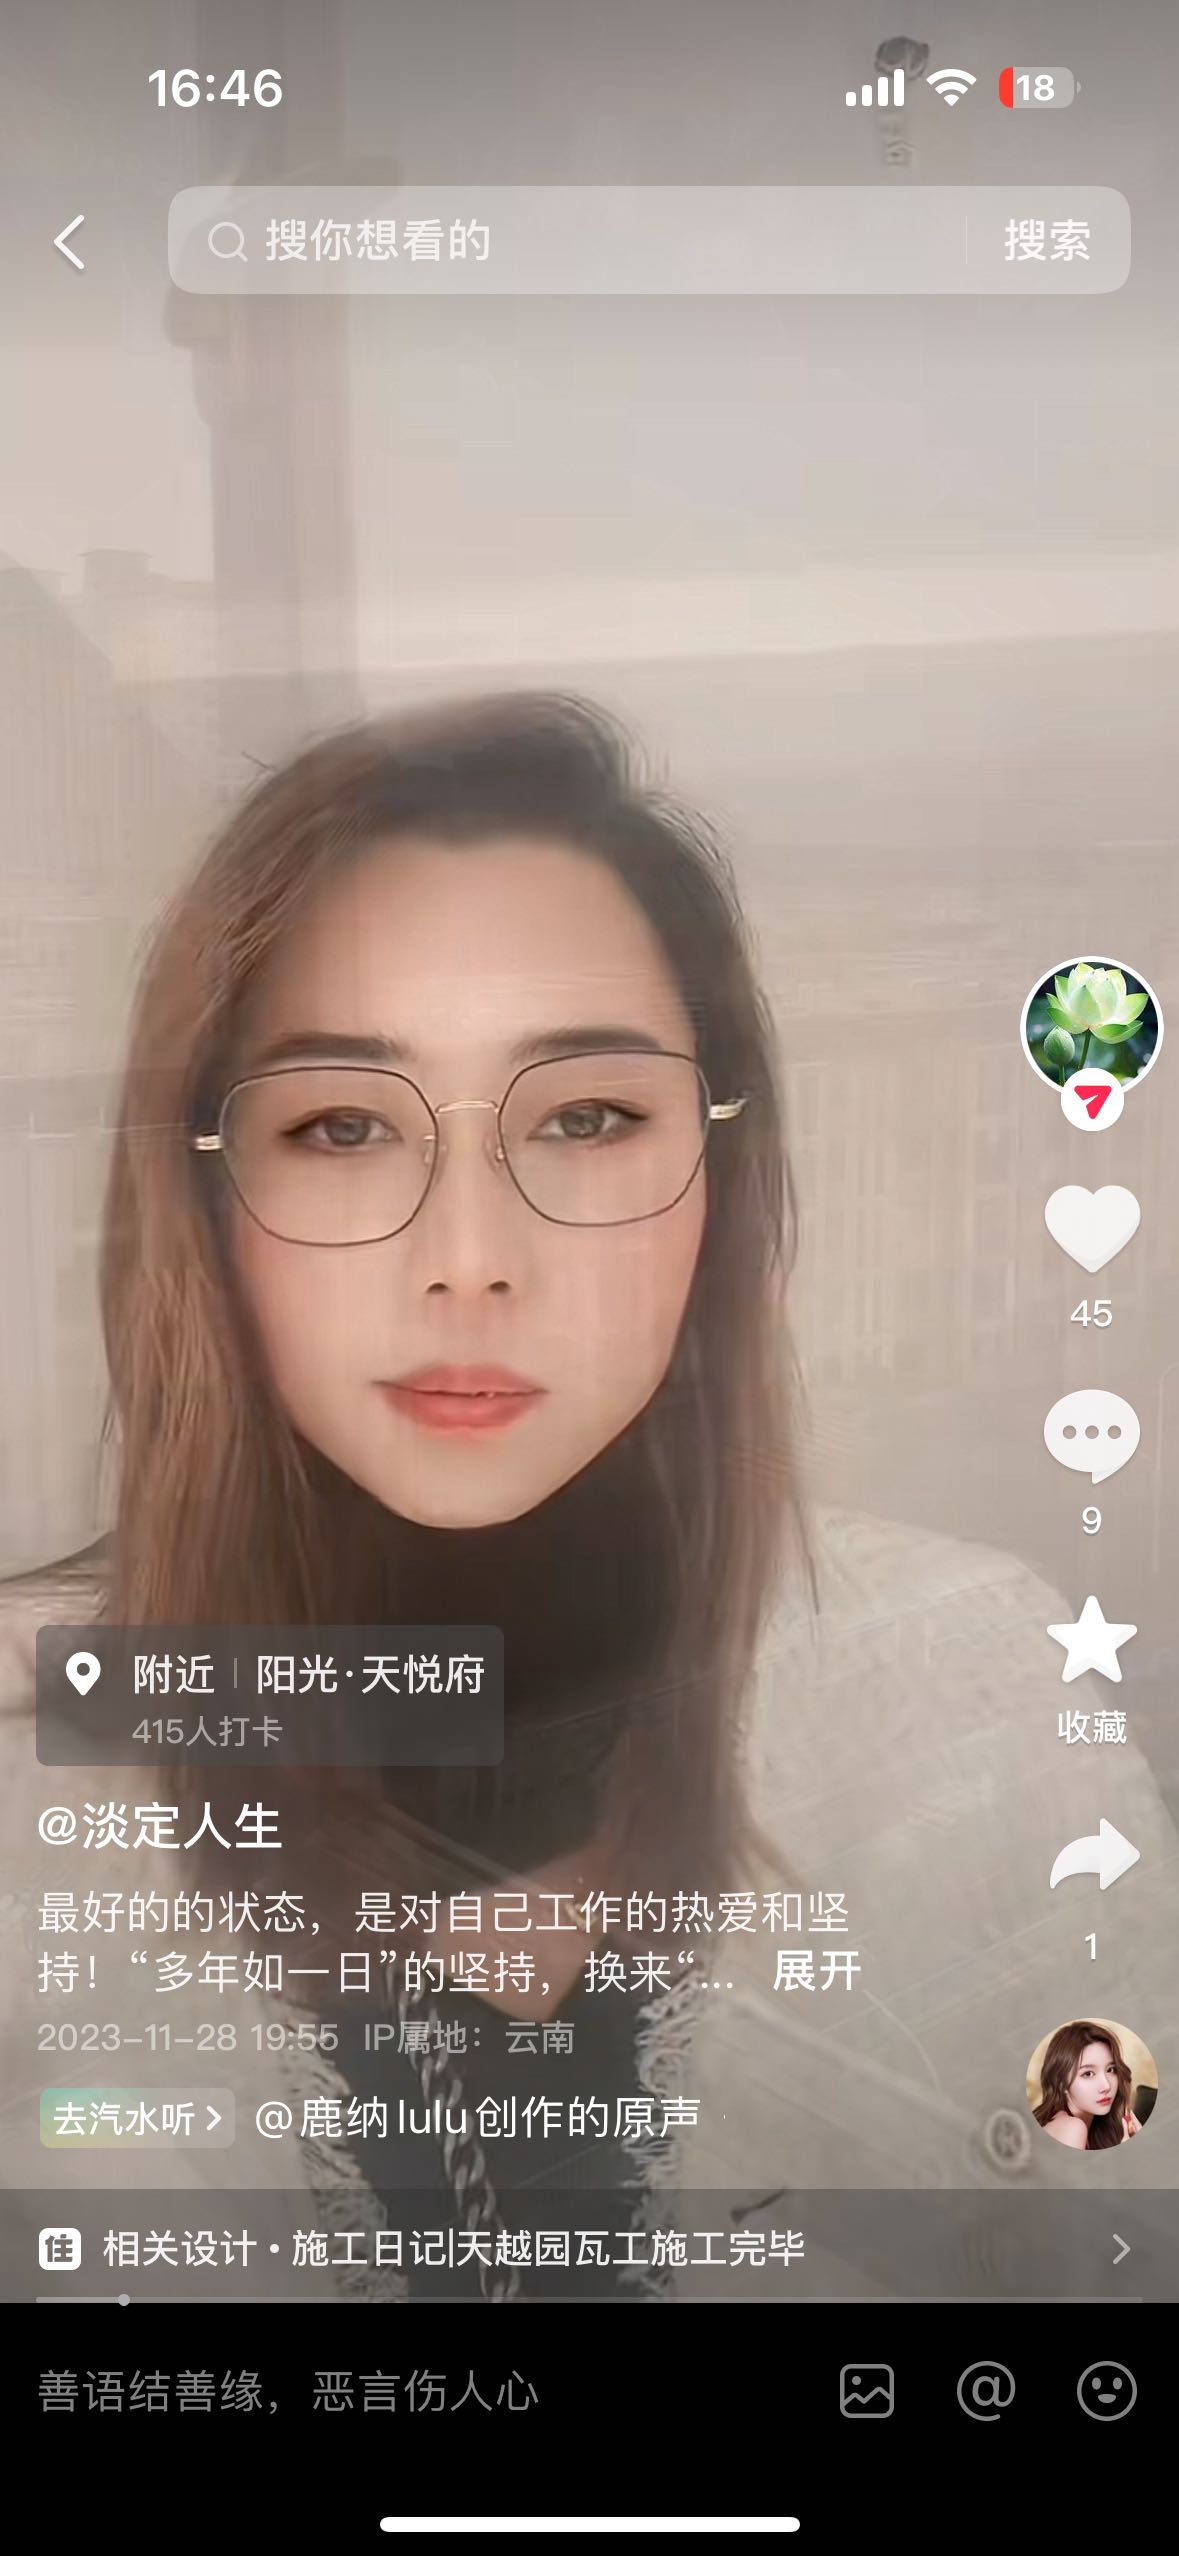 16:46
18
搜你想看的
搜索
45
9
附近
阳光·天悦府
415人打卡
收藏
@淡定人生
最好的的状态，是对自己工作的热爱和坚
持！“多年如一日”的坚持，换来“... 展开
1
2023-11-28 19:55 IP属地：云南
去汽水听
@鹿纳lulu创作的原声
住
相关设计·施工日记|天越园瓦工施工完毕
善语结善缘，恶言伤人心
@